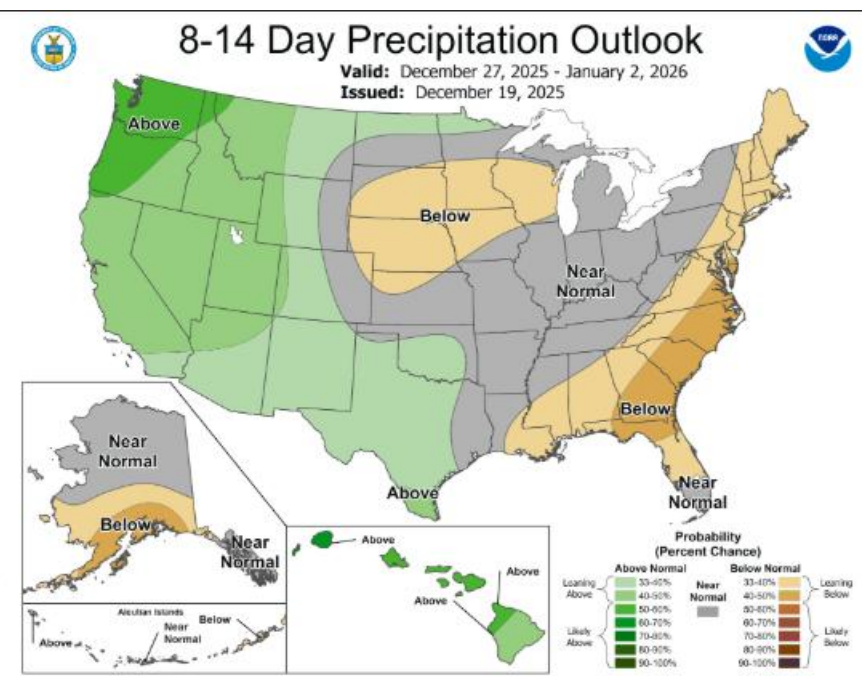 8-14 Day Precipitation Outlook
Valid: December 27, 2025 - January 2, 2026
Issued: December 19, 2025
NOAA
Above
Below
Near
Normal
Below
Near
Normal
Above
Near
Normal
Below
Near
Normal
Aleutian Islands
Above
Near
Normal
Below
Above
Above
Above
Probability
(Percent Chance)
Above Normal
Below Normal
Near
Normal
Leaning
Above
Likely
Above
33-40%
40-50%
50-60%
60-70%
70-80%
80-90%
90-100%
33-40%
40-50%
50-60%
60-70%
70-80%
80-90%
90-100%
Leaning
Below
Likely
Below